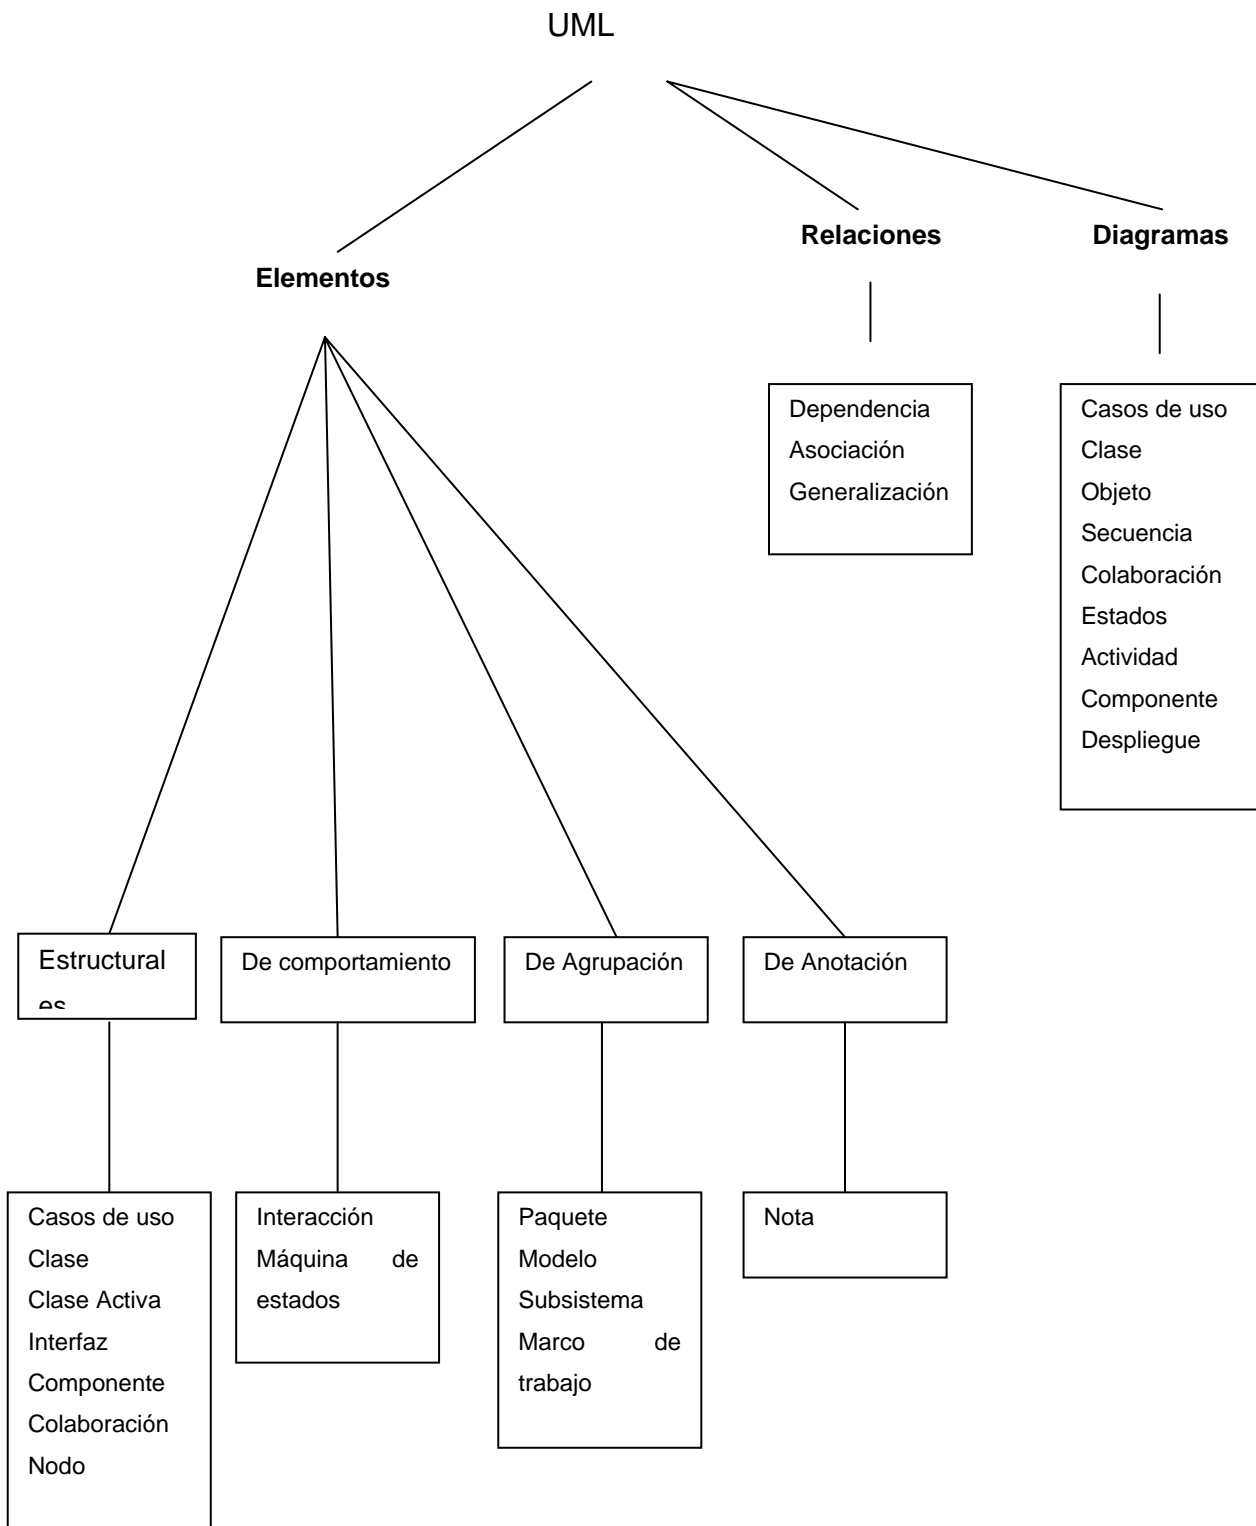 UML
Relaciones
Diagramas
Elementos
Dependencia
Asociación
Generalización
Casos de uso
Clase
Objeto
Secuencia
Colaboración
Estados
Actividad
Componente
Despliegue
Estructural
es
De comportamiento
De Agrupación
De Anotación
Casos de uso
Clase
Clase Activa
Interfaz
Componente
Colaboración
Nodo
Interacción
Máquina de
estados
Paquete
Modelo
Subsistema
Marco de
trabajo
Nota